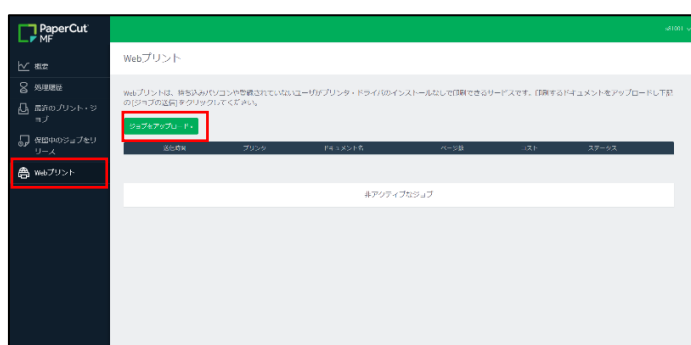 PaperCut
MF
概要
Webプリント
処理履歴
最近のプリント・ジョブ
保留中のジョブをリリース
Webプリント
Webプリントは、持ち込みパソコンや登録されていないユーザがプリンタ・ドライバのインストールなしで印刷できるサービスです。印刷するドキュメントをアップロードし下記
の[ジョブの送信]をクリックしてください。
ジョブをアップロード
送信時間 プリンタ ドキュメント名 ページ数 コスト ステータス
非アクティブなジョブ